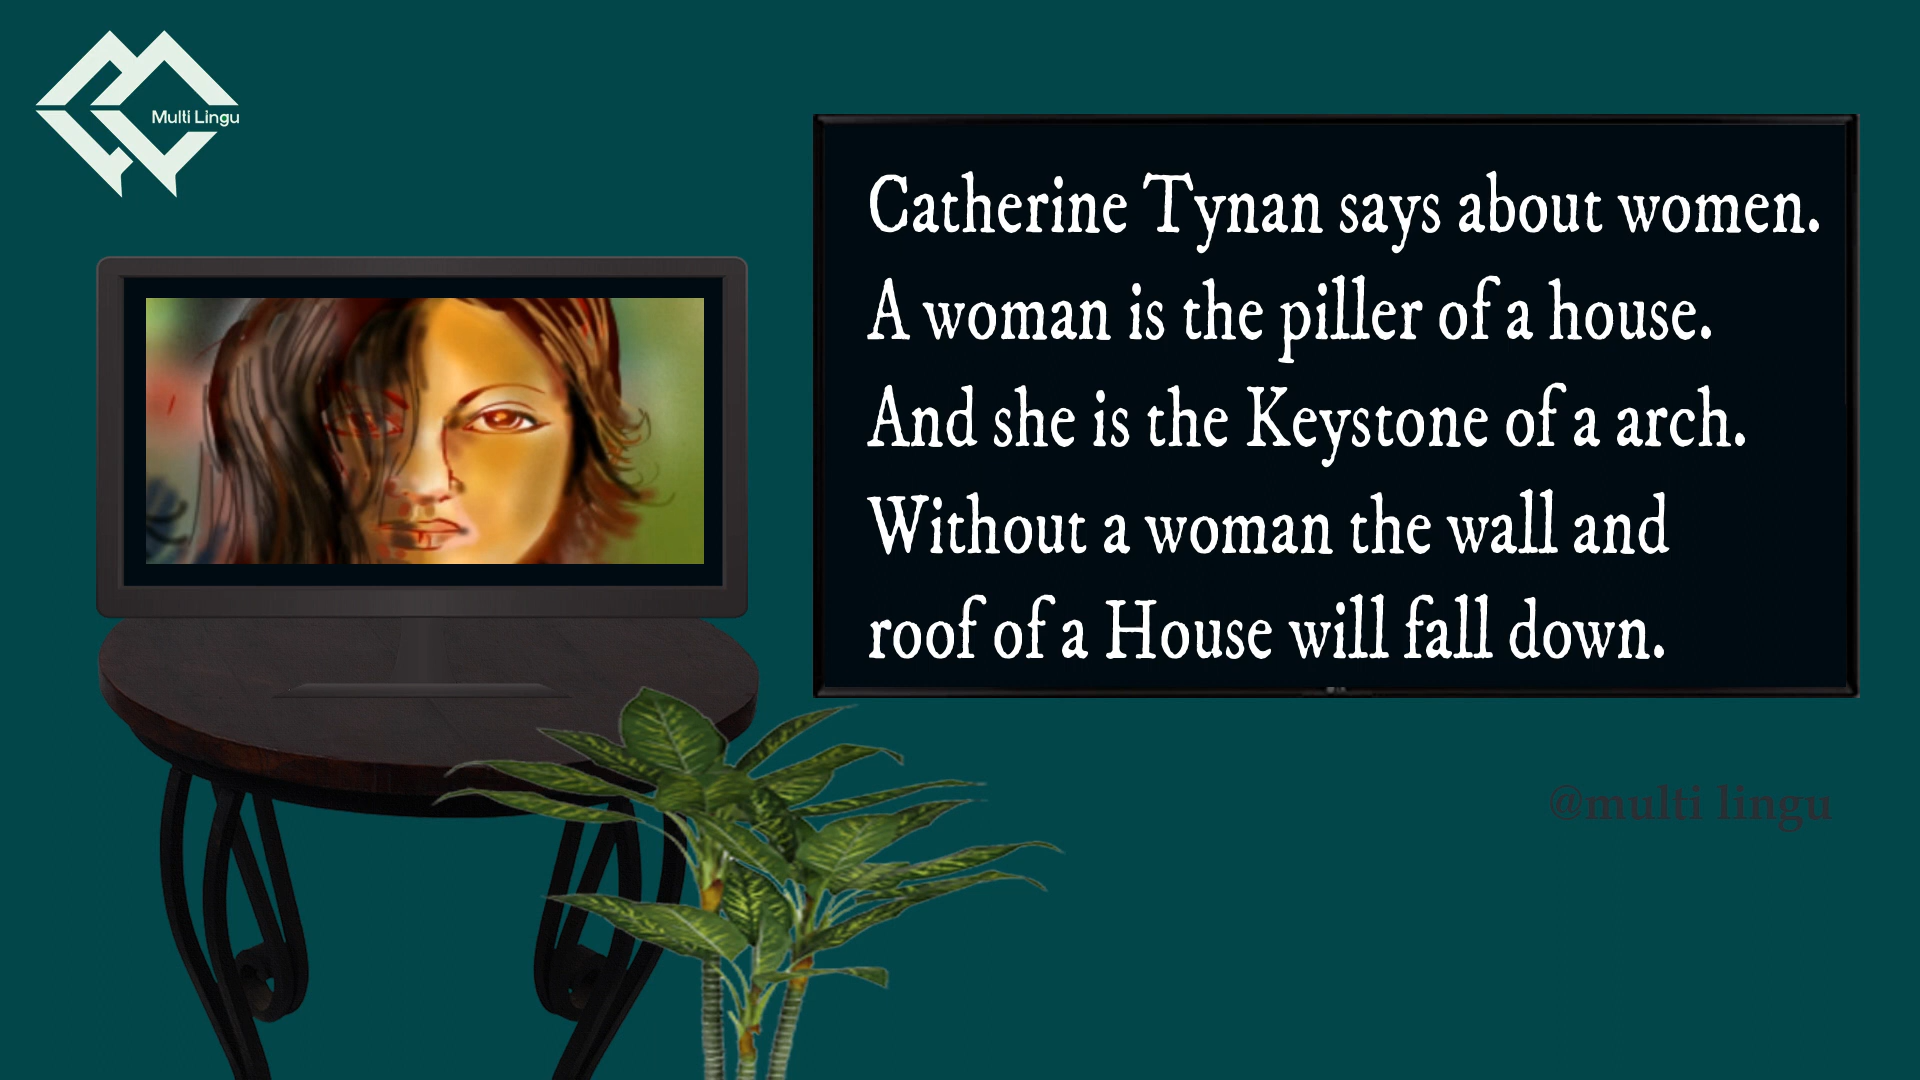 Multi Lingu
Catherine Tynan says about women.
A woman is the piller of a house.
And she is the Keystone of a arch.
Without a woman the wall and
roof of a House will fall down.
@multi lingu